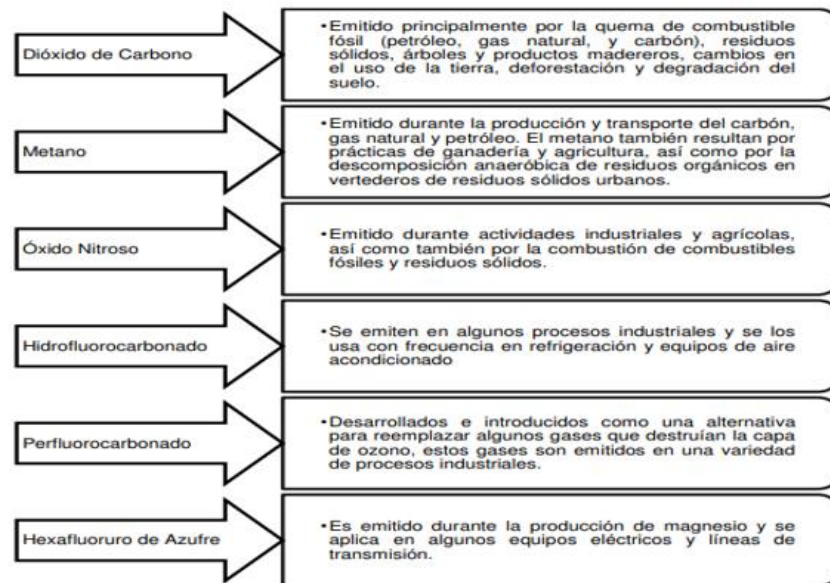 Dióxido de Carbono
•Emitido principalmente por la quema de combustible
fósil (petróleo, gas natural, y carbón), residuos
sólidos, árboles y productos madereros, cambios en
el uso de la tierra, deforestación y degradación del
suelo.
Metano
•Emitido durante la producción y transporte del carbón,
gas natural y petróleo. El metano también resultan por
prácticas de ganadería y agricultura, así como por la
descomposición anaeróbica de residuos orgánicos en
vertederos de residuos sólidos urbanos.
Óxido Nitroso
•Emitido durante actividades industriales y agrícolas,
así como también por la combustión de combustibles
fósiles y residuos sólidos.
Hidrofluorocarbonado
•Se emiten en algunos procesos industriales y se los
usa con frecuencia en refrigeración y equipos de aire
acondicionado
Perfluorocarbonado
•Desarrollados e introducidos como una alternativa
para reemplazar algunos gases que destruían la capa
de ozono, estos gases son emitidos en una variedad
de procesos industriales.
Hexafluoruro de Azufre
•Es emitido durante la producción de magnesio y se
aplica en algunos equipos eléctricos y líneas de
transmisión.